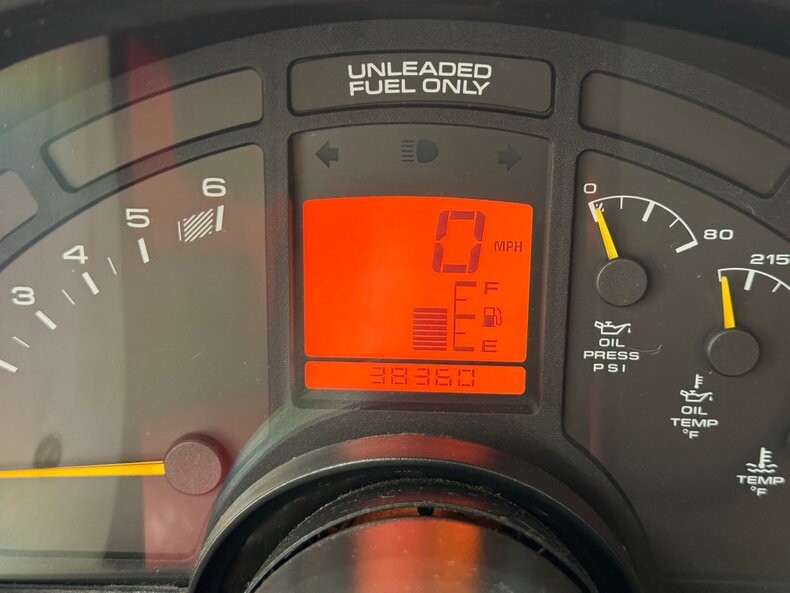 UNLEADED
FUEL ONLY
3
4
5
6
0
MPH
F
E
38360
0
80
OIL
PRESS
PSI
215
OIL
TEMP
°F
TEMP
°F